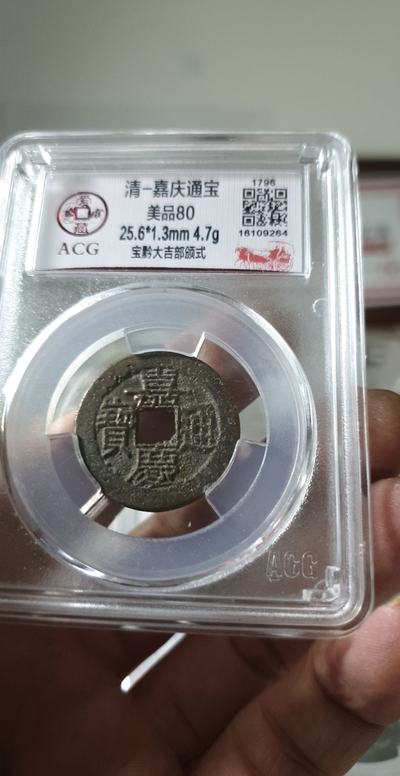 清-嘉庆通宝
1796
美品80
25.6*1.3mm 4.7g
16109264
宝黔大吉部颁式
ACG
嘉
寶 通
慶
ACG